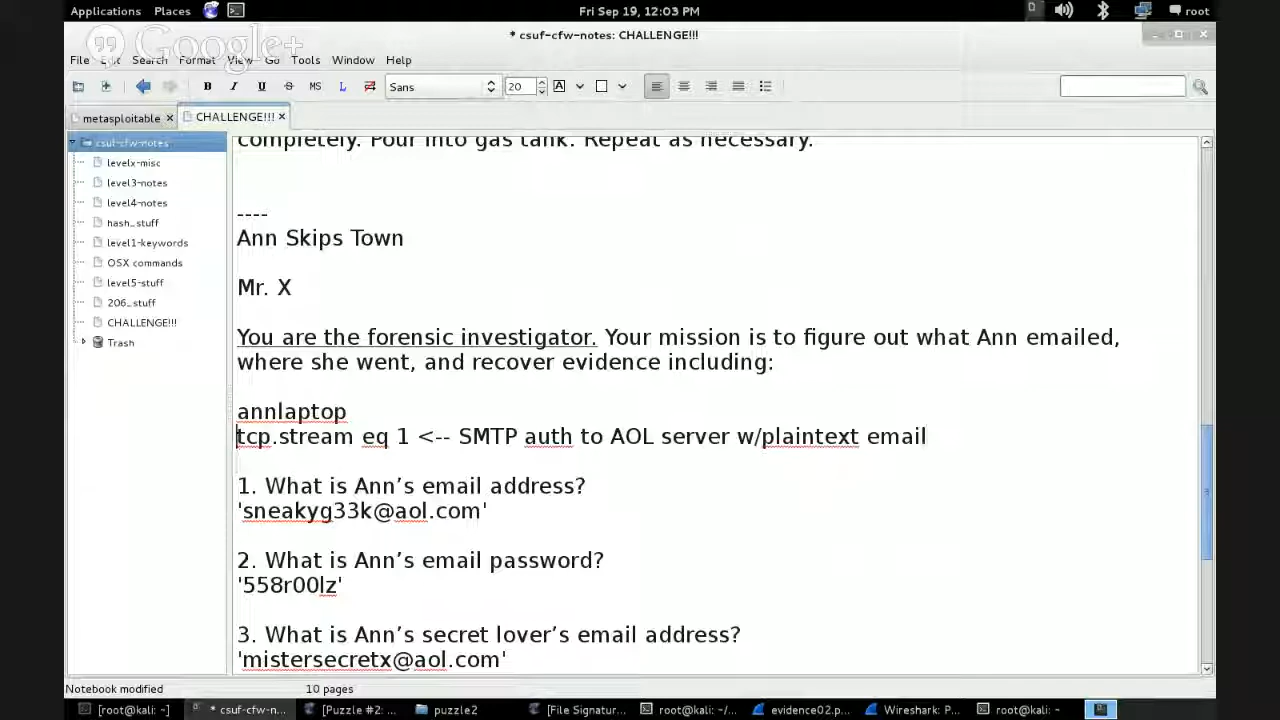 Applications Places Fri Sep 19, 12:03 PM root
* csuf-cfw-notes: CHALLENGE!!!
Google+
File Edit Search Format View Go Tools Window Help
B I U S MS L Sans 20 A
metasploitable × CHALLENGE!!! ×
csuf-cfw-notes
levelx-misc
level3-notes
level4-notes
hash_stuff
level1-keywords
OSX commands
level5-stuff
206_stuff
CHALLENGE!!!
Trash
completely. Pour into gas tank. Repeat as necessary.
----
Ann Skips Town
Mr. X
You are the forensic investigator. Your mission is to figure out what Ann emailed,
where she went, and recover evidence including:
annlaptop
tcp.stream eq 1 <-- SMTP auth to AOL server w/plaintext email
1. What is Ann’s email address?
'sneakyg33k@aol.com'
2. What is Ann’s email password?
'558r00lz'
3. What is Ann’s secret lover’s email address?
'mistersecretx@aol.com'
Notebook modified 10 pages
[root@kali: ~] * csuf-cfw-n... [Puzzle #2: ... puzzle2 [File Signatur... root@kali: ~/... evidence02.p... Wireshark: P... root@kali: ~